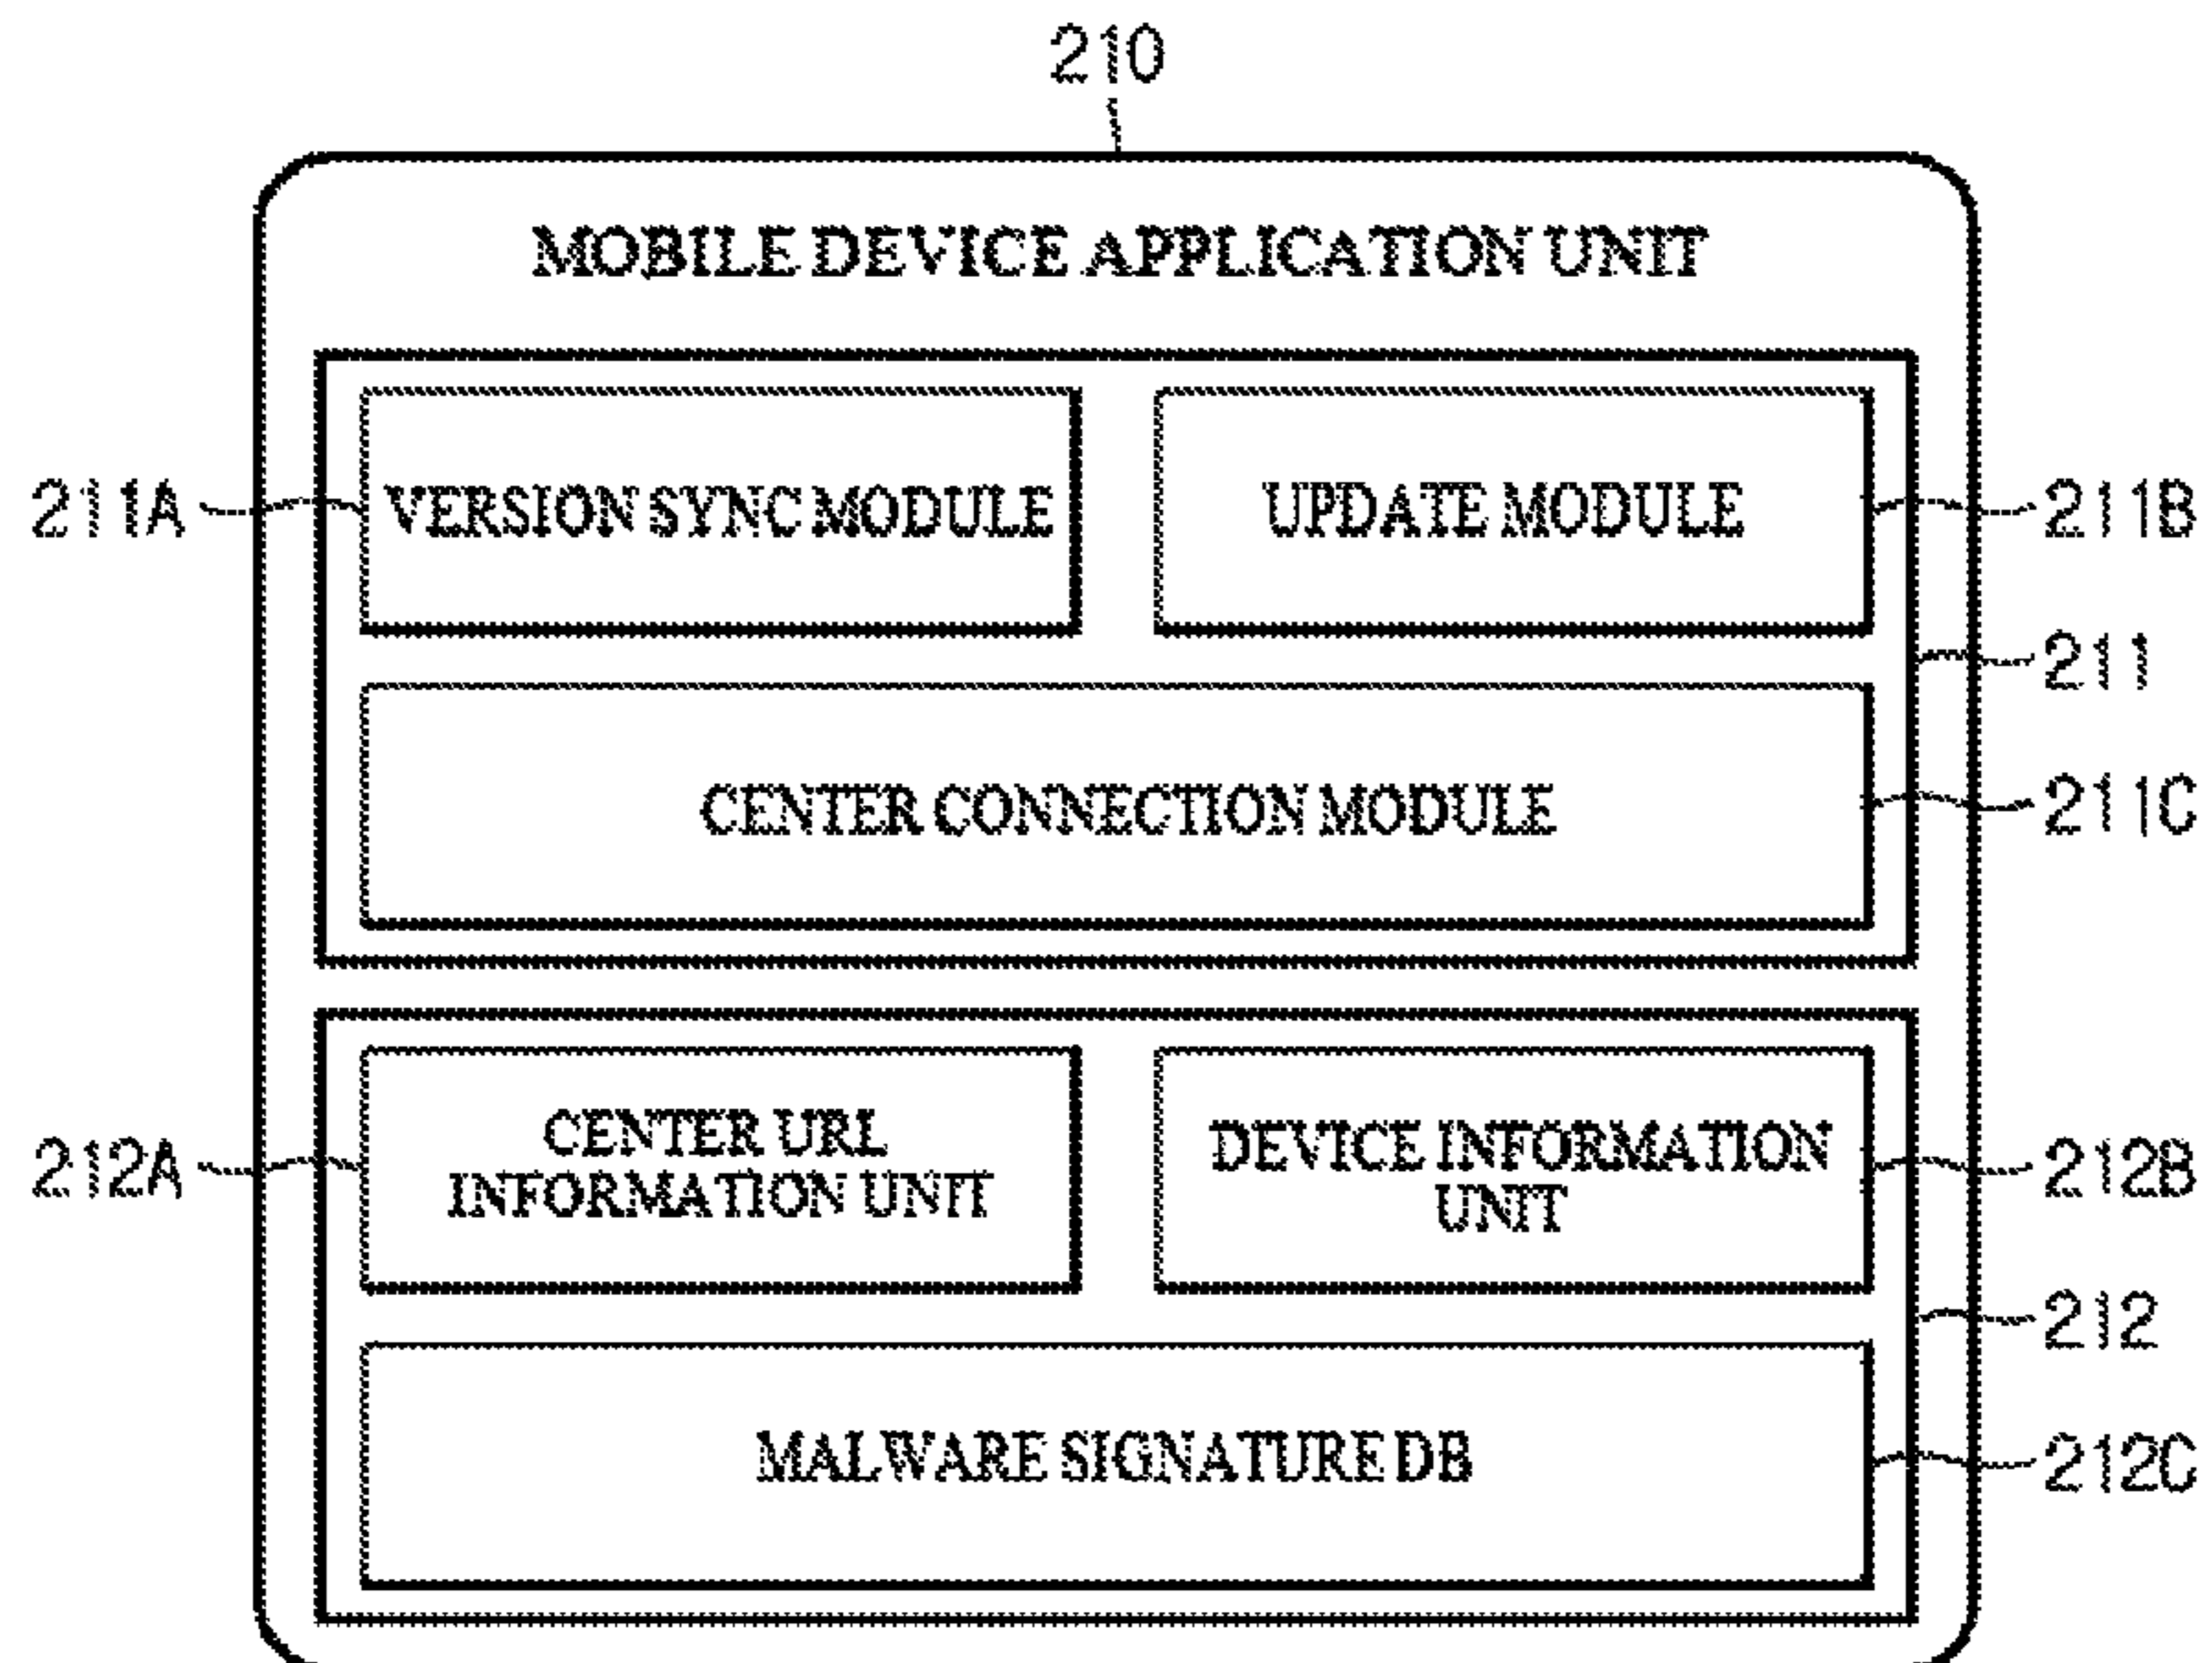 210
MOBILE DEVICE APPLICATION UNIT
211A
VERSION SYNC MODULE
UPDATE MODULE
211B
211
CENTER CONNECTION MODULE
211C
212A
CENTER URL
INFORMATION UNIT
DEVICE INFORMATION
UNIT
212B
212
MALWARE SIGNATURE DB
212C